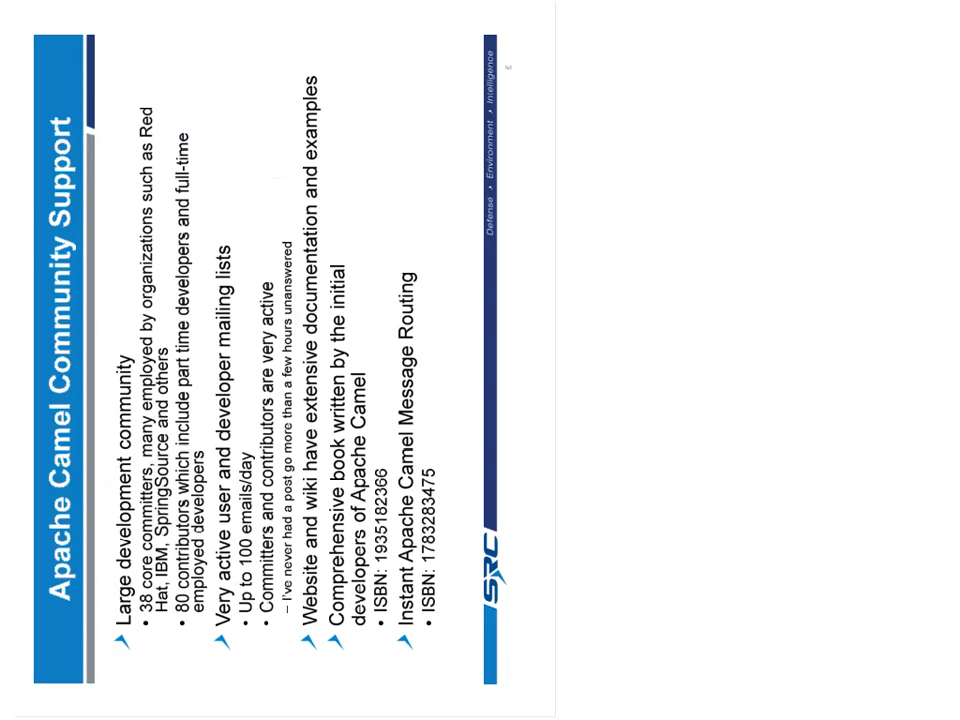 Apache Camel Community Support
Large development community
• 38 core committers, many employed by organizations such as Red
Hat, IBM, SpringSource and others
• 80 contributors which include part time developers and full-time
employed developers
Very active user and developer mailing lists
• Up to 100 emails/day
• Committers and contributors are very active
– I've never had a post go more than a few hours unanswered
Website and wiki have extensive documentation and examples
Comprehensive book written by the initial
developers of Apache Camel
• ISBN: 1935182366
Instant Apache Camel Message Routing
• ISBN: 1783283475
SRC
Defense › Environment › Intelligence